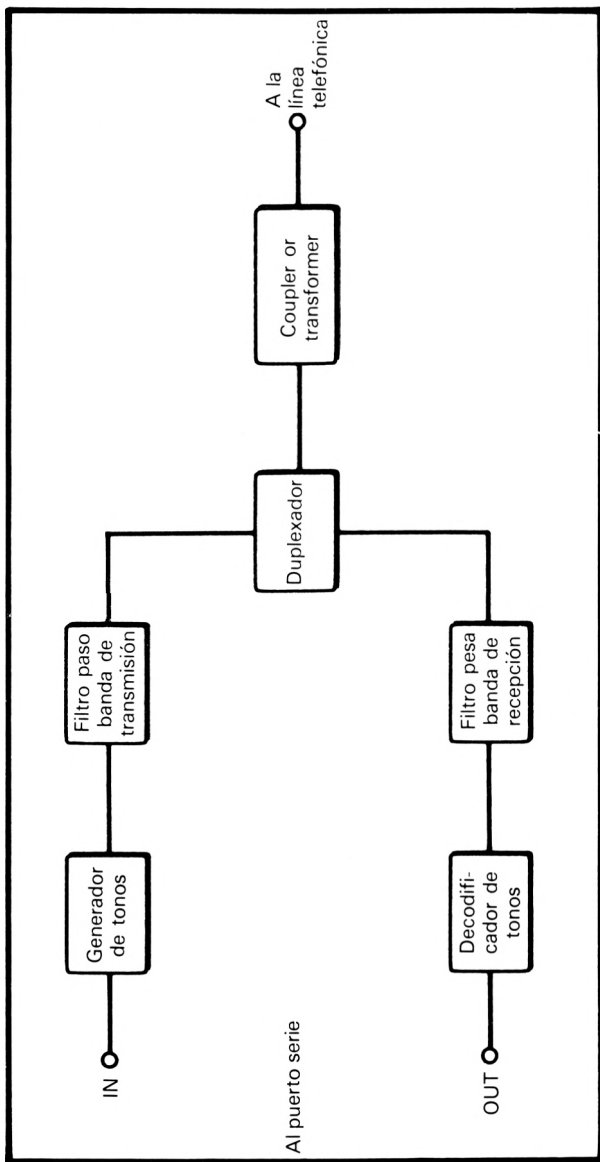 IN
Generador
de tonos
Filtro paso
banda de
transmisión
Al puerto serie
Duplexador
Coupler or
transformer
A la
línea
telefónica
OUT
Decodifi-
cador de
tonos
Filtro pesa
banda de
recepción